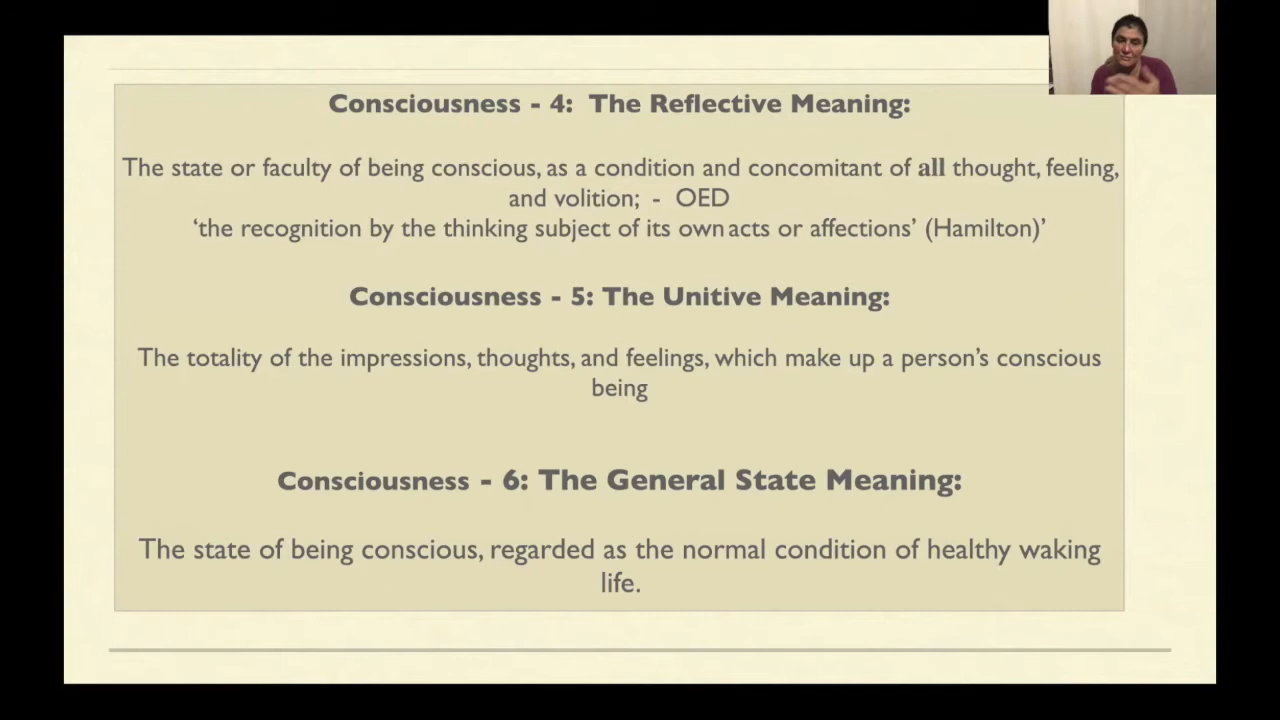 Consciousness - 4: The Reflective Meaning:
The state or faculty of being conscious, as a condition and concomitant of all thought, feeling,
and volition; - OED
‘the recognition by the thinking subject of its own acts or affections’ (Hamilton)’
Consciousness - 5: The Unitive Meaning:
The totality of the impressions, thoughts, and feelings, which make up a person’s conscious
being
Consciousness - 6: The General State Meaning:
The state of being conscious, regarded as the normal condition of healthy waking
life.